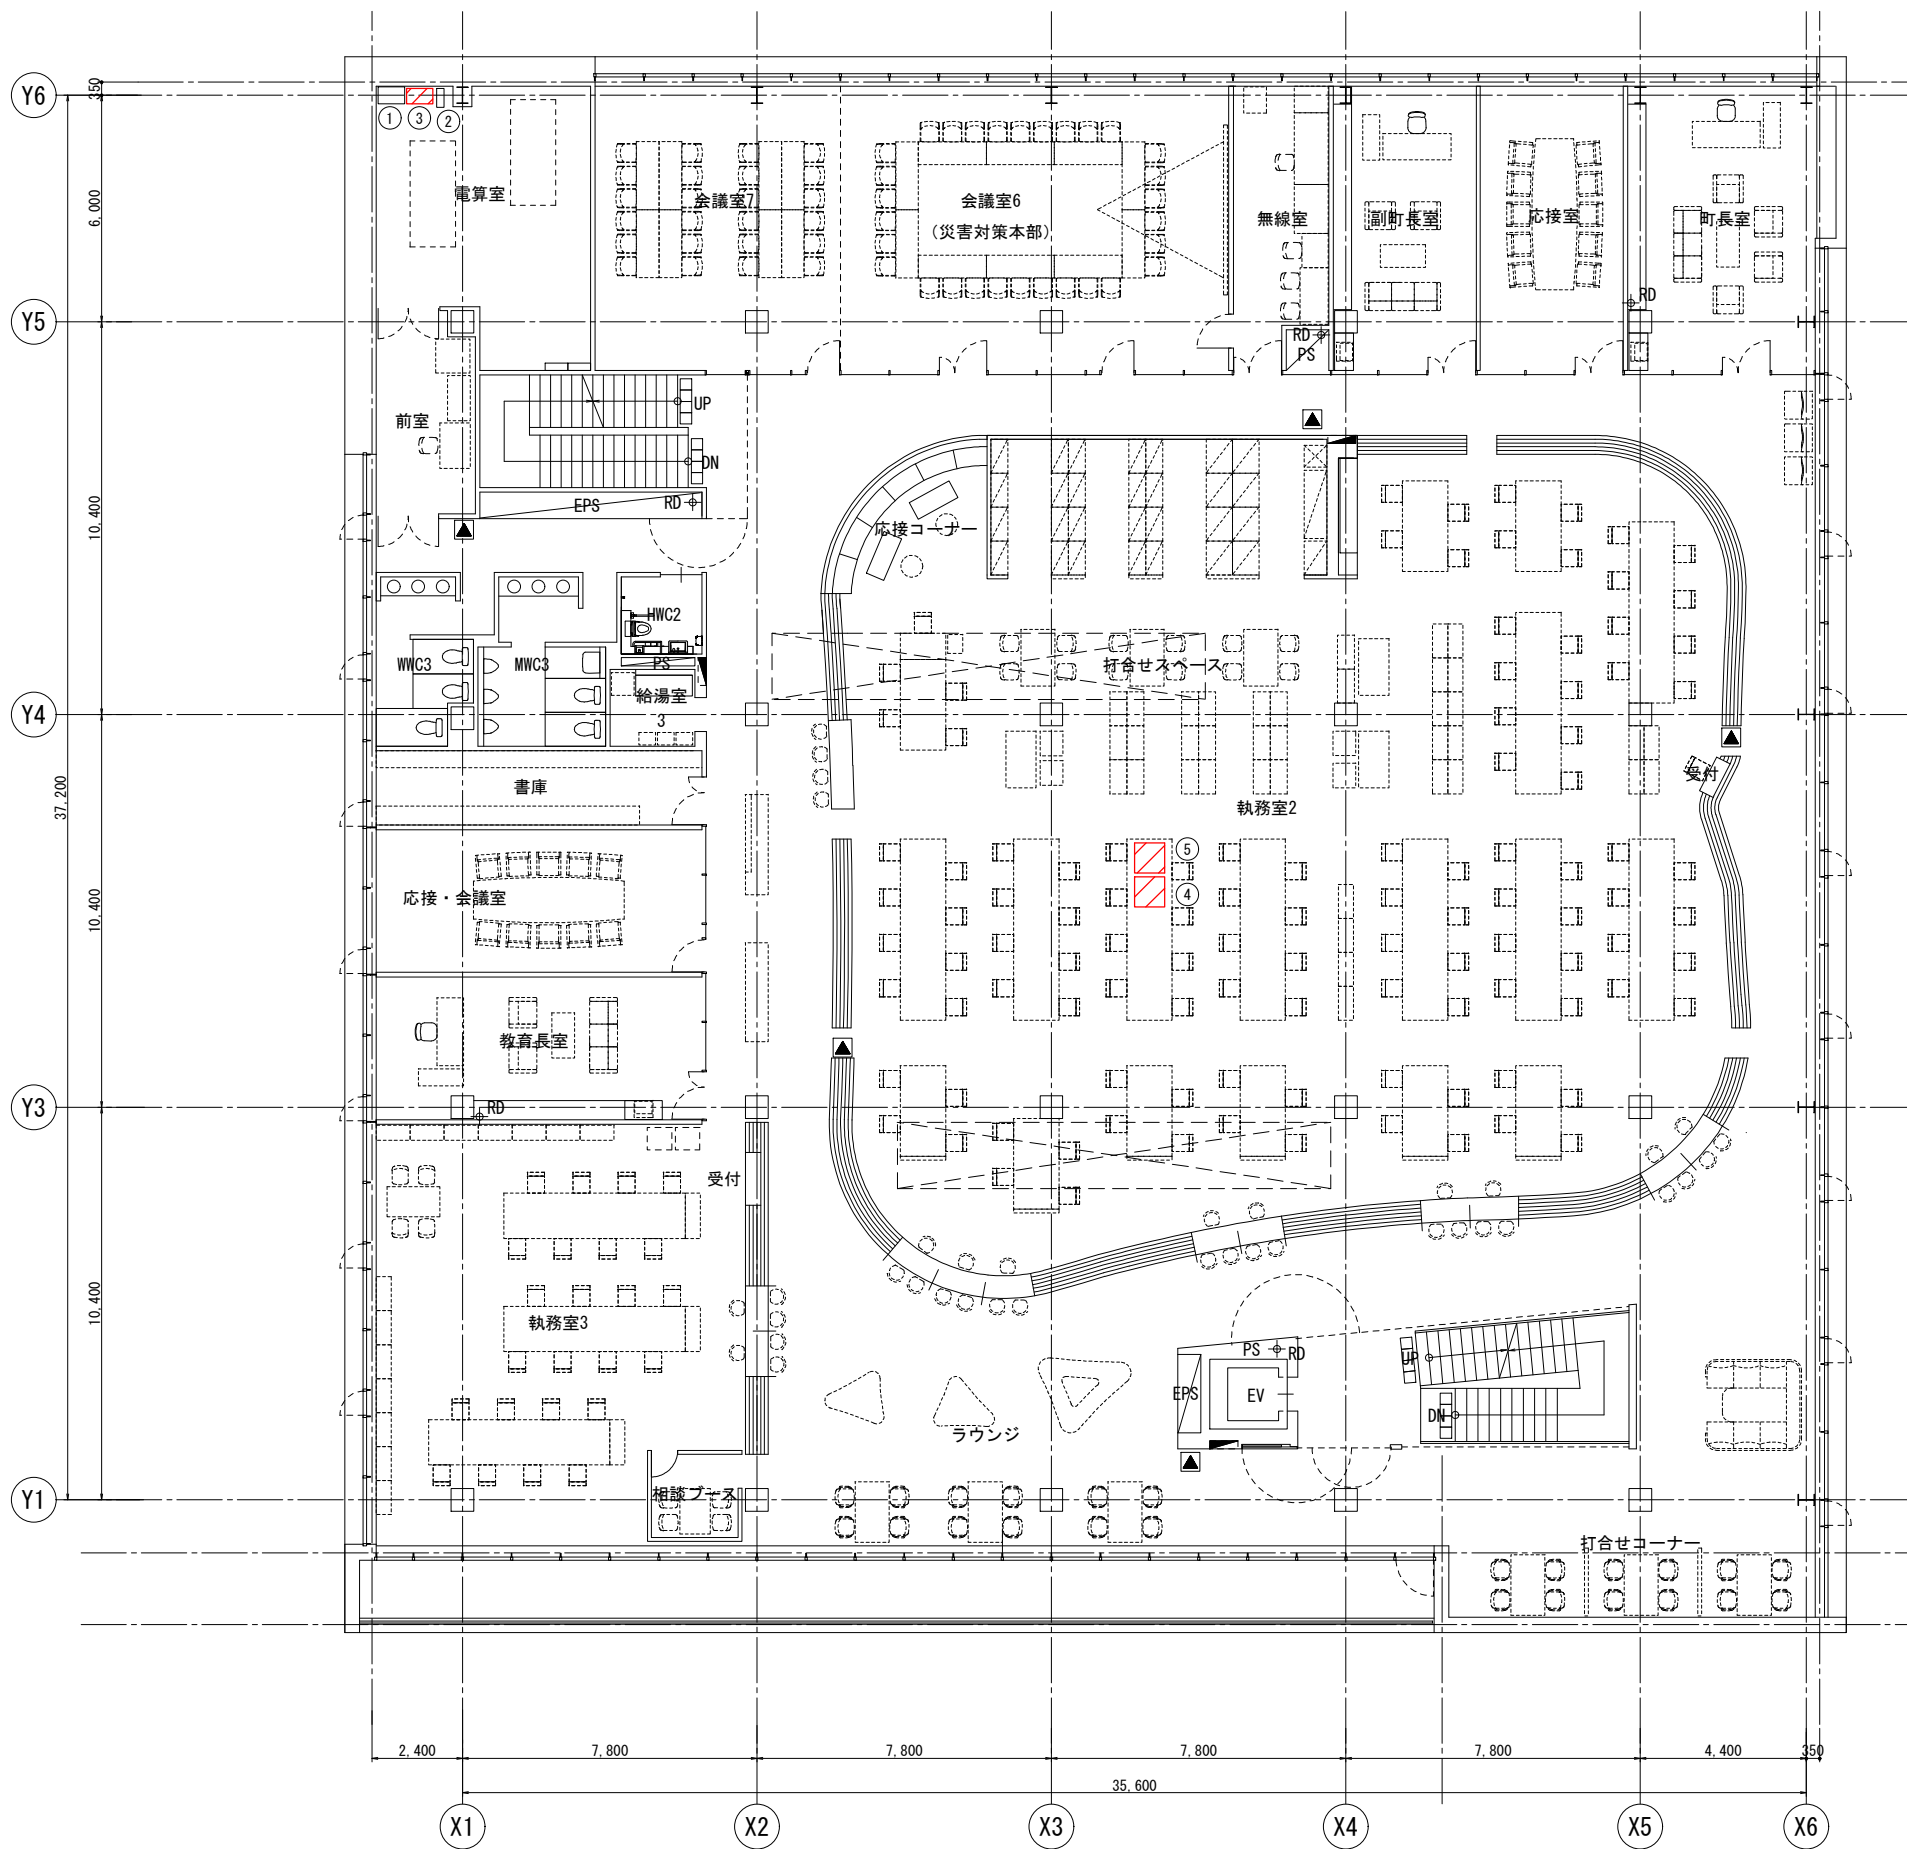 Y6
350
① ③ ②
電算室
会議室7
会議室6
(災害対策本部)
無線室
副町長室
応接室
町長室
6,000
RD
Y5
RD
PS
前室
UP
DN
EPS
RD
10,400
応接コーナー
HWC2
WWC3
MWC3
PS
給湯室
3
打合せスペース
Y4
書庫
受付
執務室2
37,200
⑤
④
応接・会議室
10,400
教育長室
RD
Y3
受付
執務室3
10,400
PS
RD
UP
EPS
EV
DN
ラウンジ
相談ブース
Y1
打合せコーナー
2,400
7,800
7,800
7,800
7,800
4,400
350
35,600
X1
X2
X3
X4
X5
X6